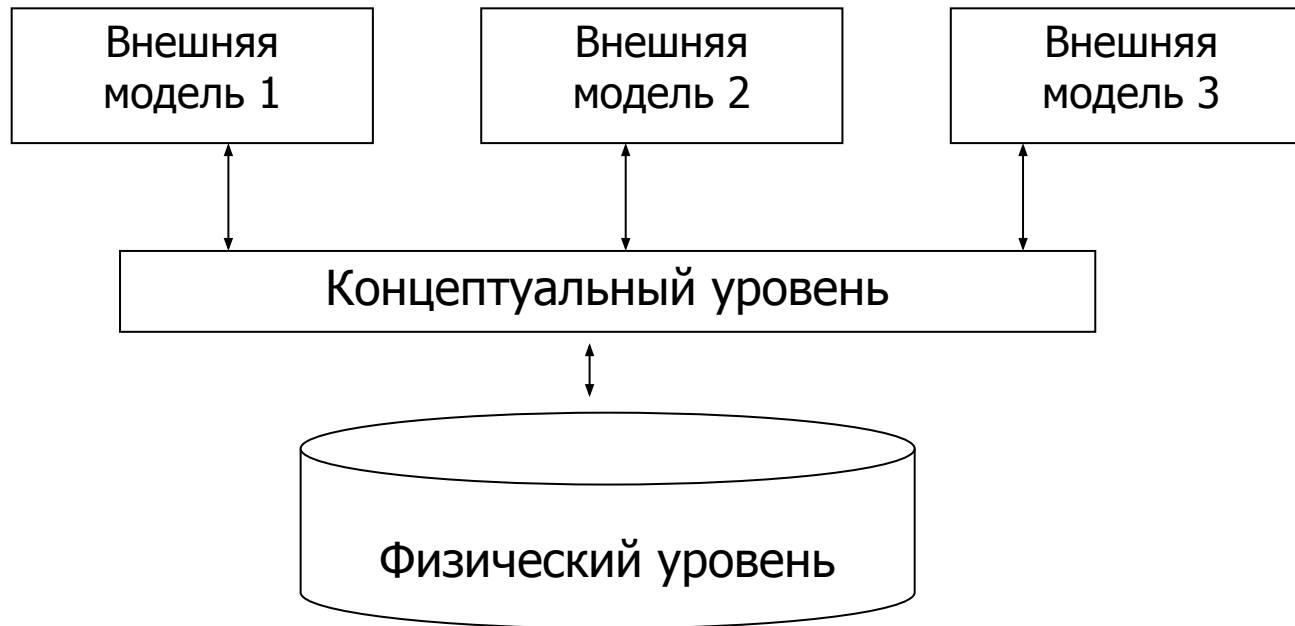 Внешняя
модель 1
Внешняя
модель 2
Внешняя
модель 3
Концептуальный уровень
Физический уровень